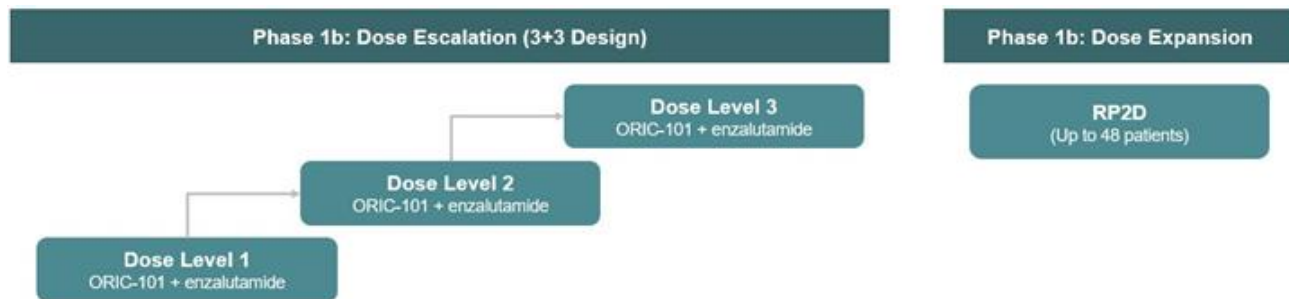 Phase 1b: Dose Escalation (3+3 Design)
Phase 1b: Dose Expansion
Dose Level 3
ORIC-101 + enzalutamide
RP2D
(Up to 48 patients)
Dose Level 2
ORIC-101 + enzalutamide
Dose Level 1
ORIC-101 + enzalutamide